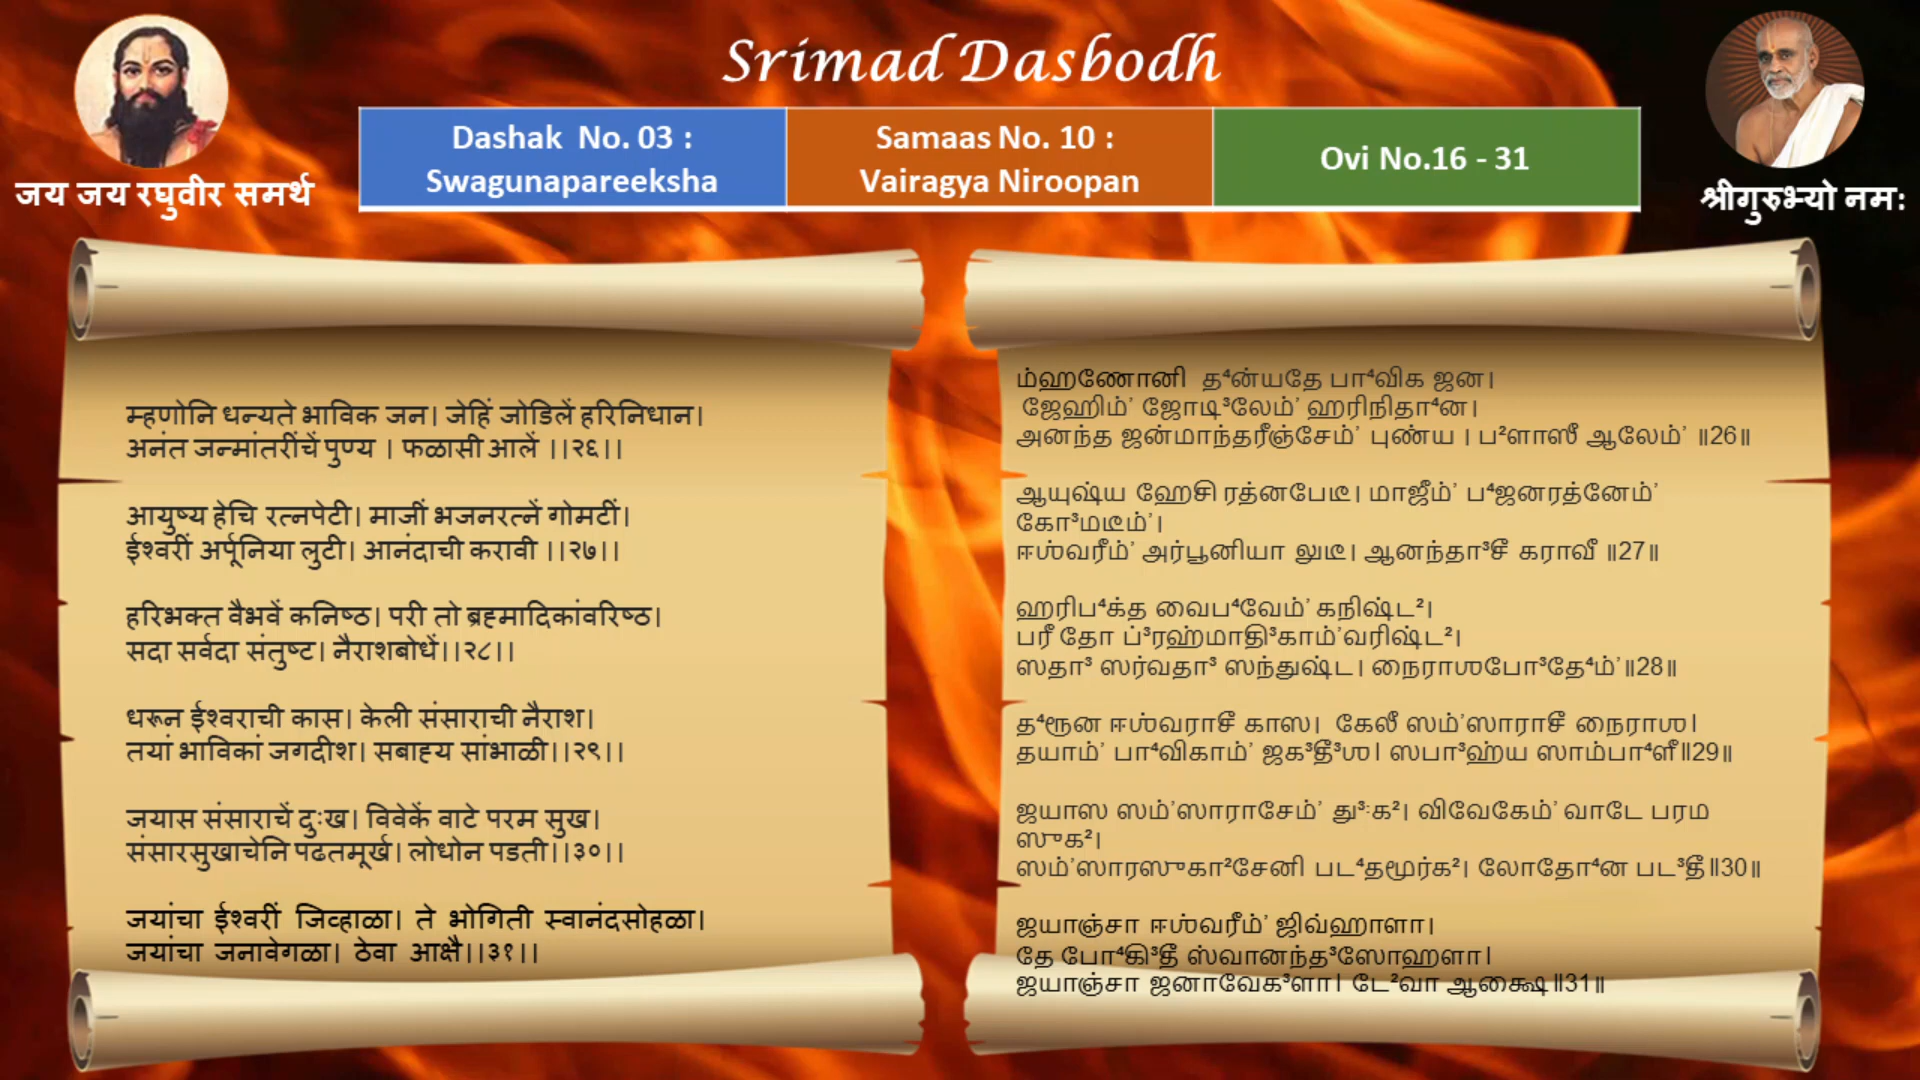 Srimad Dasbodh
Dashak No. 03 :
Swagunapareeksha
Samaas No. 10 :
Vairagya Niroopan
Ovi No.16 - 31
जय जय रघुवीर समर्थ
श्रीगुरुभ्यो नमः
म्हणोनि धन्यते भाविक जन। जेहिं जोडिलें हरिनिधान।
अनंत जन्मांतरींचें पुण्य । फळासी आलें ।।२६।।
आयुष्य हेचि रत्नपेटी। माजीं भजनरत्नें गोमटीं।
ईश्वरीं अर्पूनिया लुटी। आनंदाची करावी ।।२७।।
हरिभक्त वैभवें कनिष्ठ। परी तो ब्रह्मादिकांवरिष्ठ।
सदा सर्वदा संतुष्ट। नैराशबोधें।।२८।।
धरून ईश्वराची कास। केली संसाराची नैराश।
तयां भाविकां जगदीश। सबाह्य सांभाळी।।२९।।
जयास संसाराचें दुःख। विवेकें वाटे परम सुख।
संसारसुखाचेनि पढतमूर्ख। लोधोन पडती।।३०।।
जयांचा ईश्वरीं जिव्हाळा। ते भोगिती स्वानंदसोहळा।
जयांचा जनावेगळा। ठेवा आक्षै।।३१।।
ம்ஹணோனி த⁴ன்யதே பா⁴விக ஜன।
ஜேஹிம்ʼ ஜோடி³லேம்ʼ ஹரிநிதா⁴ன।
அனந்த ஜன்மாந்தரீஞ்சேம்ʼ புண்ய । ப²ளாஸீ ஆலேம்ʼ ॥26॥
ஆயுஷ்ய ஹேசி ரத்னபேடீ। மாஜீம்ʼ ப⁴ஜனரத்னேம்ʼ
கோ³மடீம்ʼ।
ஈஶ்வரீம்ʼ அர்பூனியா லுடீ। ஆனந்தா³சீ கராவீ ॥27॥
ஹரிப⁴க்த வைப⁴வேம்ʼ கநிஷ்ட²।
பரீ தோ ப்³ரஹ்மாதி³காம்ʼவரிஷ்ட²।
ஸதா³ ஸர்வதா³ ஸந்துஷ்ட। நைராஶபோ³தே⁴ம்ʼ॥28॥
த⁴ரூன ஈஶ்வராசீ காஸ। கேலீ ஸம்ʼஸாராசீ நைராஶ।
தயாம்ʼ பா⁴விகாம்ʼ ஜக³தீ³ஶ। ஸபா³ஹ்ய ஸாம்பா⁴ளீ॥29॥
ஜயாஸ ஸம்ʼஸாராசேம்ʼ து³:க²। விவேகேம்ʼ வாடே பரம
ஸுக²।
ஸம்ʼஸாரஸுகா²சேனி பட⁴தமூர்க²। லோதோ⁴ன பட³தீ॥30॥
ஜயாஞ்சா ஈஶ்வரீம்ʼ ஜிவ்ஹாளா।
தே போ⁴கி³தீ ஸ்வானந்த³ஸோஹளா।
ஜயாஞ்சா ஜனாவேக³ளா। டே²வா ஆக்ஷை॥31॥